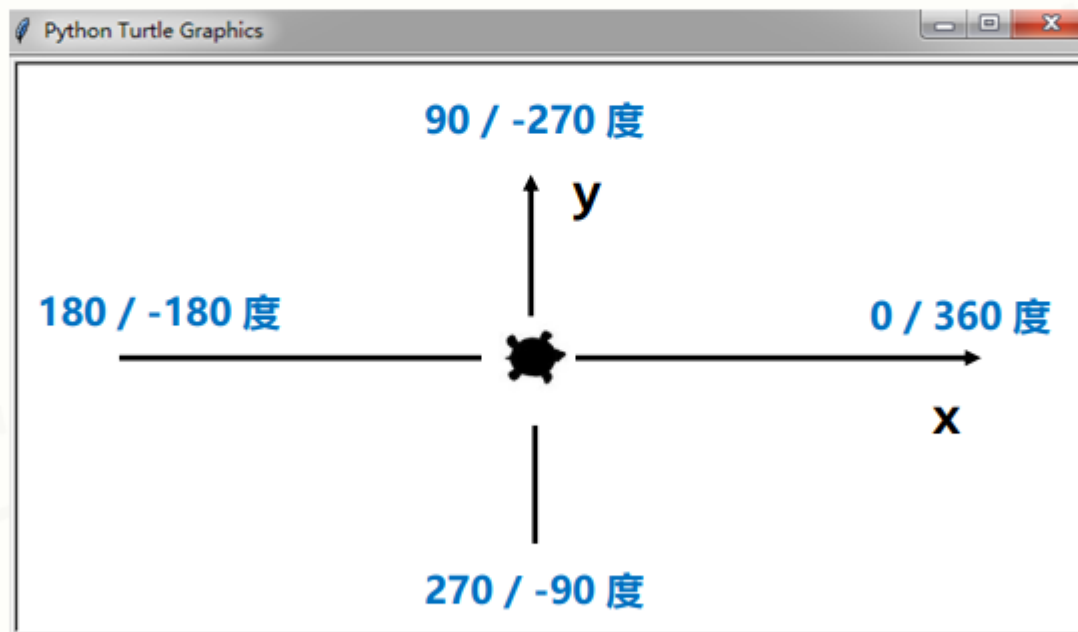 Python Turtle Graphics
90 / -270 度
y
180 / -180 度
0 / 360 度
x
270 / -90 度